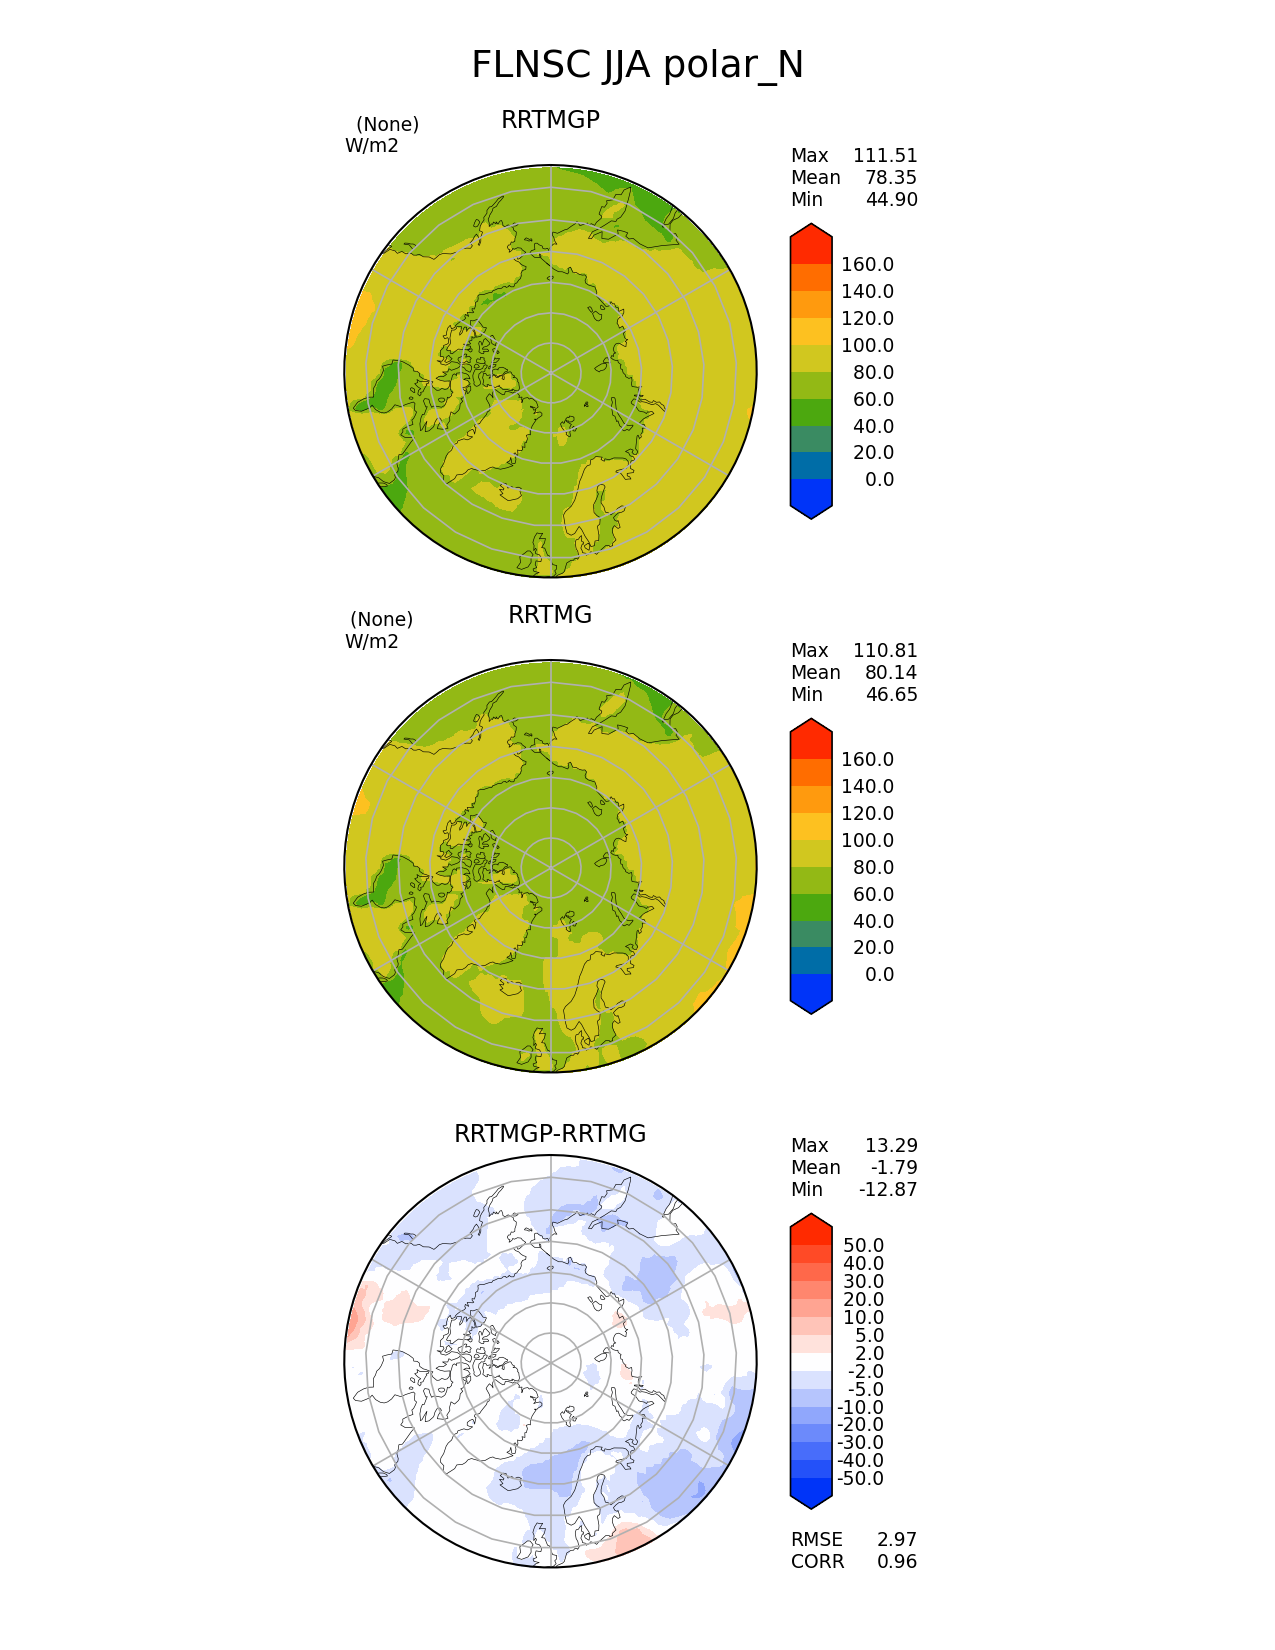 FLNSC JJA polar_N
RRTMGP
(None)
W/m2
Max 111.51
Mean 78.35
Min 44.90
160.0
140.0
120.0
100.0
80.0
60.0
40.0
20.0
0.0
RRTMG
(None)
W/m2
Max 110.81
Mean 80.14
Min 46.65
160.0
140.0
120.0
100.0
80.0
60.0
40.0
20.0
0.0
RRTMGP-RRTMG
Max 13.29
Mean -1.79
Min -12.87
50.0
40.0
30.0
20.0
10.0
5.0
2.0
-2.0
-5.0
-10.0
-20.0
-30.0
-40.0
-50.0
RMSE 2.97
CORR 0.96